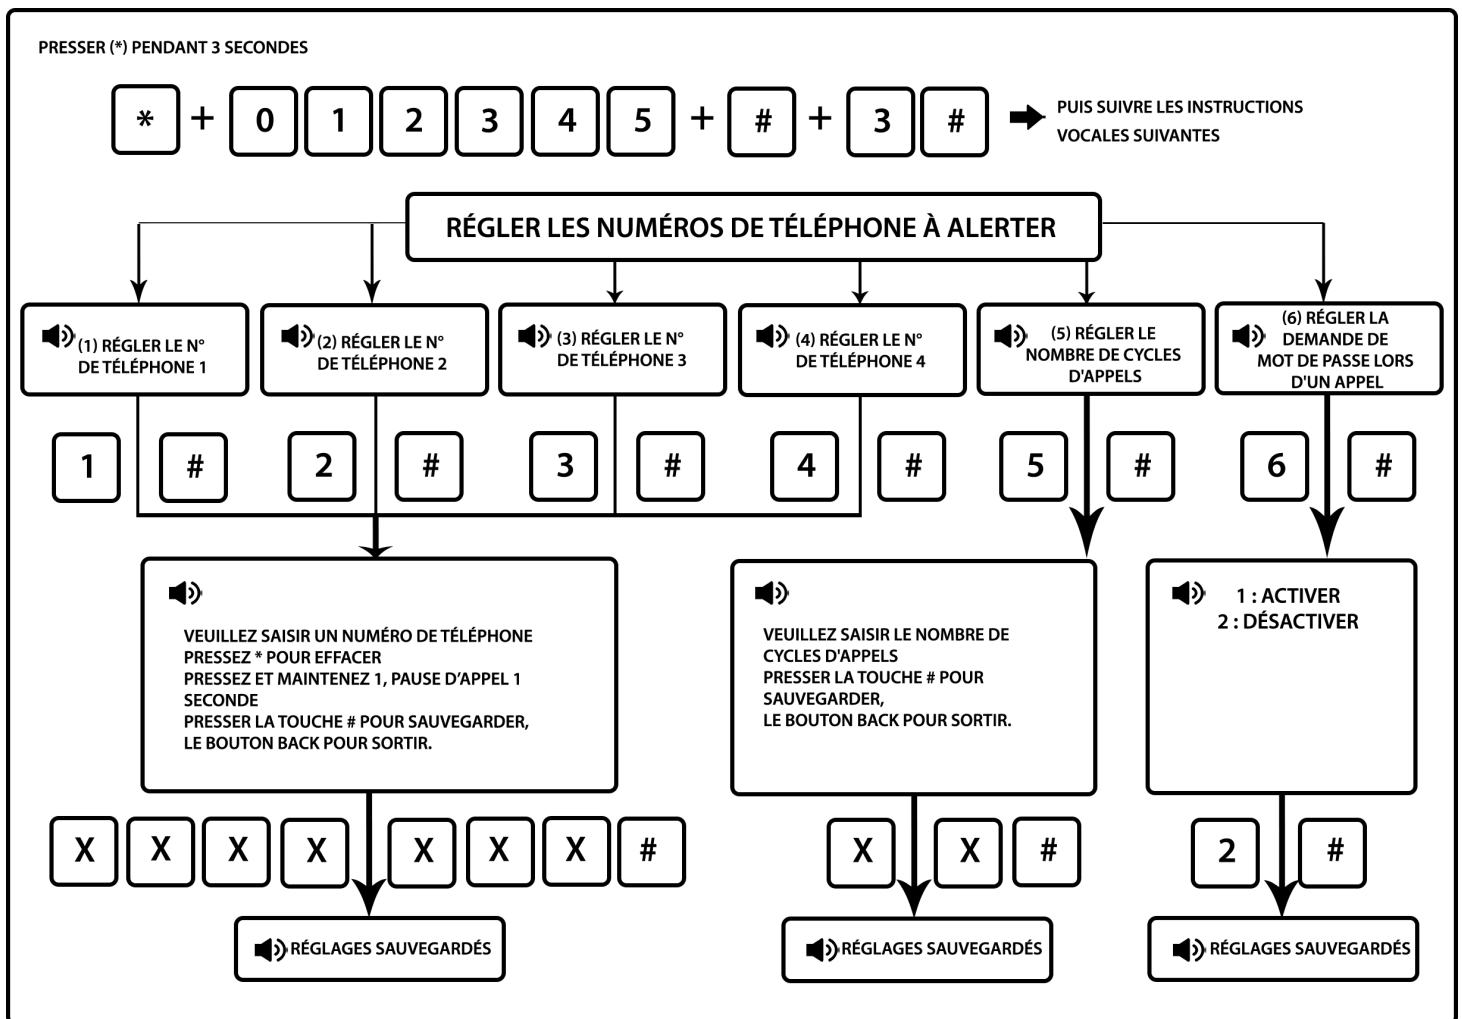 PRESSER (*) PENDANT 3 SECONDES
* + 0 1 2 3 4 5 + # + 3 #
PUIS SUIVRE LES INSTRUCTIONS
VOCALES SUIVANTES
RÉGLER LES NUMÉROS DE TÉLÉPHONE À ALERTER
(1) RÉGLER LE N°
DE TÉLÉPHONE 1
(2) RÉGLER LE N°
DE TÉLÉPHONE 2
(3) RÉGLER LE N°
DE TÉLÉPHONE 3
(4) RÉGLER LE N°
DE TÉLÉPHONE 4
(5) RÉGLER LE
NOMBRE DE CYCLES
D'APPELS
(6) RÉGLER LA
DEMANDE DE
MOT DE PASSE LORS
D'UN APPEL
1 #
2 #
3 #
4 #
5 #
6 #
VEUILLEZ SAISIR UN NUMÉRO DE TÉLÉPHONE
PRESSEZ * POUR EFFACER
PRESSEZ ET MAINTENEZ 1, PAUSE D’APPEL 1
SECONDE
PRESSER LA TOUCHE # POUR SAUVEGARDER,
LE BOUTON BACK POUR SORTIR.
VEUILLEZ SAISIR LE NOMBRE DE
CYCLES D'APPELS
PRESSER LA TOUCHE # POUR
SAUVEGARDER,
LE BOUTON BACK POUR SORTIR.
1 : ACTIVER
2 : DÉSACTIVER
X X X X X X X #
X X #
2 #
RÉGLAGES SAUVEGARDÉS
RÉGLAGES SAUVEGARDÉS
RÉGLAGES SAUVEGARDÉS